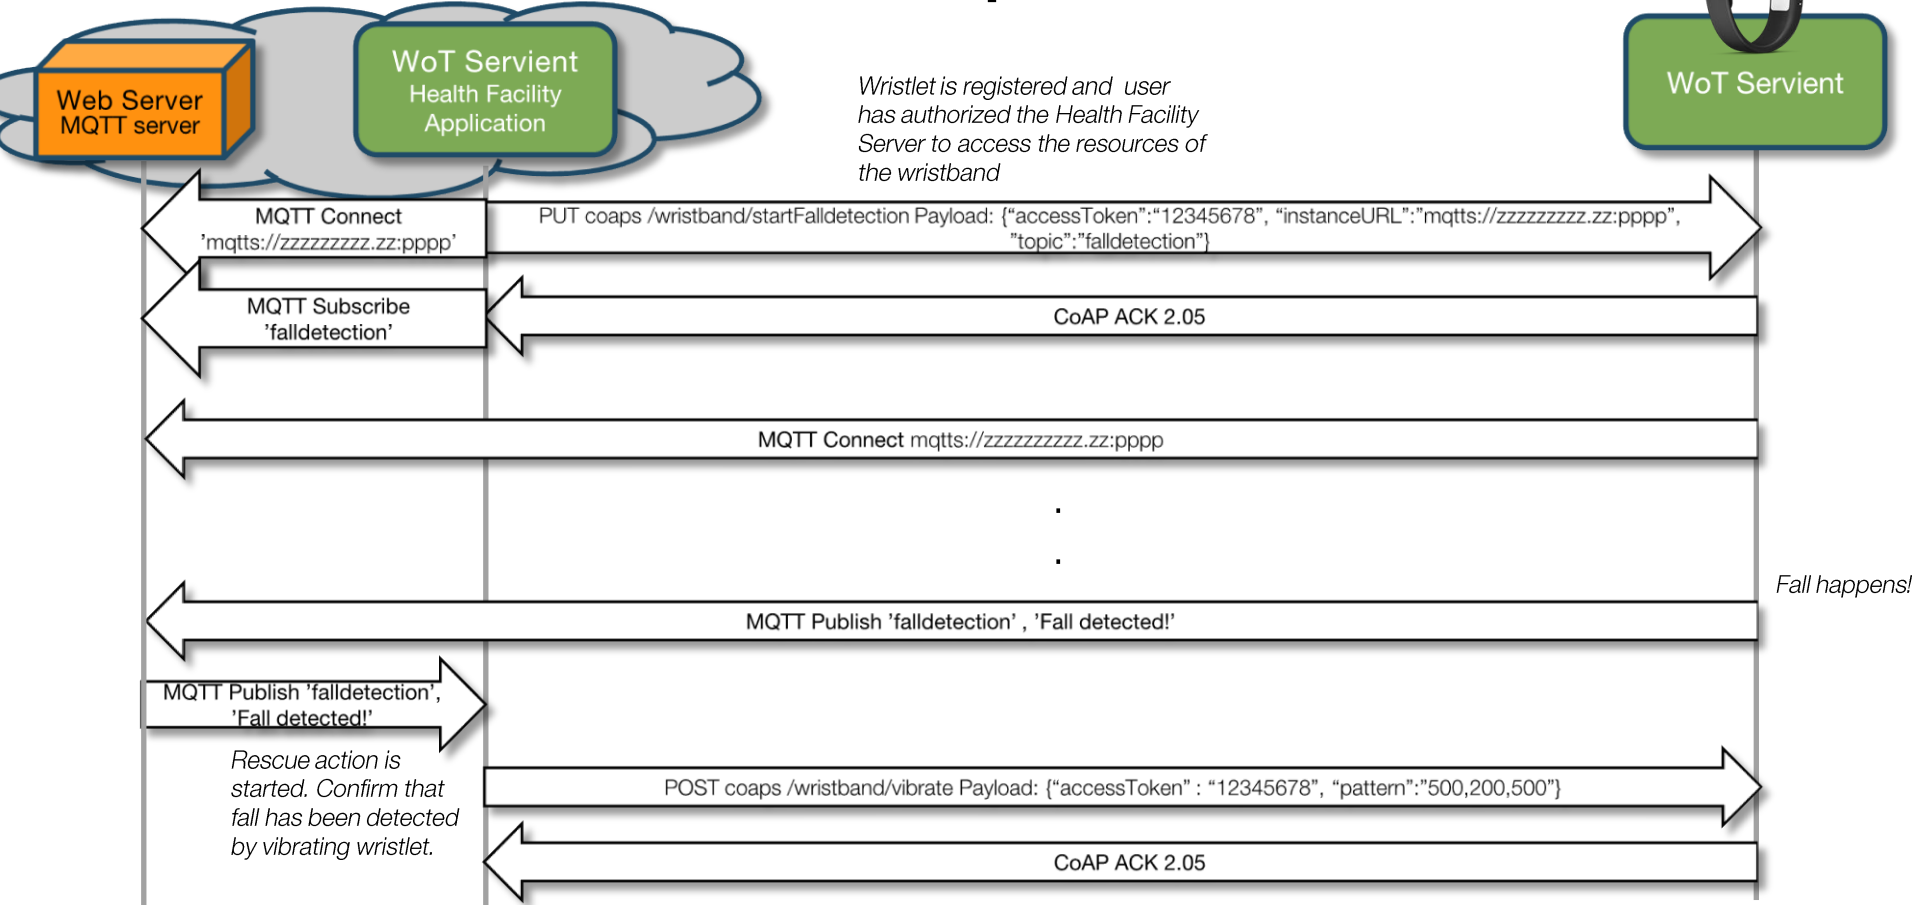 Web Server
MQTT server
WoT Servient
Health Facility
Application
Wristlet is registered and  user
has authorized the Health Facility
Server to access the resources of
the wristband
WoT Servient
MQTT Connect
’mqtts://zzzzzzzzz.zz:pppp’
PUT coaps /wristband/startFalldetection Payload: {“accessToken”:“12345678”, “instanceURL”:”mqtts://zzzzzzzzz.zz:pppp”,
”topic”:”falldetection”}
MQTT Subscribe
’falldetection’
CoAP ACK 2.05
MQTT Connect mqtts://zzzzzzzzzz.zz:pppp
.
.
Fall happens!
MQTT Publish ’falldetection’ , ’Fall detected!’
MQTT Publish ’falldetection’,
’Fall detected!’
Rescue action is
started. Confirm that
fall has been detected
by vibrating wristlet.
POST coaps /wristband/vibrate Payload: {“accessToken” : “12345678”, “pattern”:”500,200,500”}
CoAP ACK 2.05